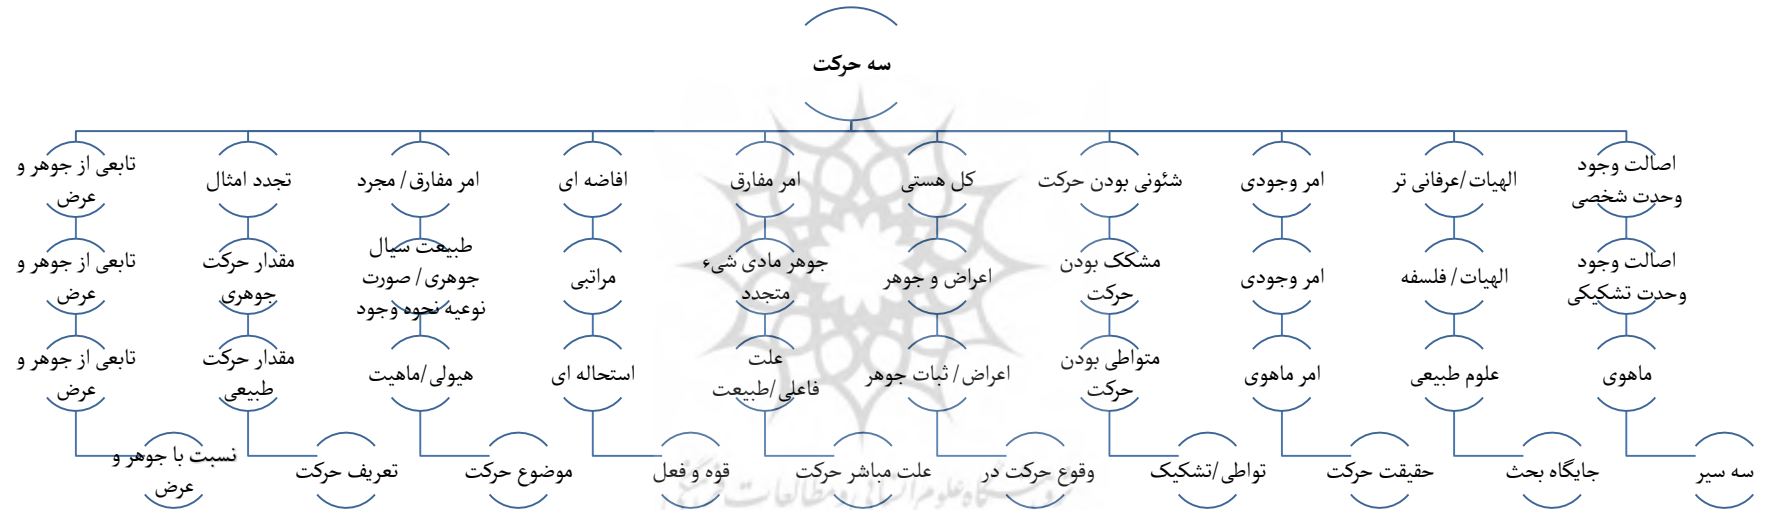 سه حرکت
اصالت وجود
وحدت شخصی
الهیات/عرفانی تر
امر وجودی
شئونی بودن حرکت
کل هستی
امر مفارق
افاضه ای
امر مفارق/ مجرد
تجدد امثال
تابعی از جوهر و
عرض
اصالت وجود
وحدت تشکیکی
الهیات/ فلسفه
امر وجودی
مشکک بودن
حرکت
اعراض و جوهر
جوهر مادی شیء
متجدد
مراتبی
طبیعت سیال
جوهری/ صورت
نوعیه نحوه وجود
مقدار حرکت
جوهری
تابعی از جوهر و
عرض
ماهوی
علوم طبیعی
امر ماهوی
متواطی بودن
حرکت
اعراض/ ثبات جوهر
علت
فاعلی/طبیعت
استحاله ای
هیولی/ماهیت
مقدار حرکت
طبیعی
تابعی از جوهر و
عرض
سه سیر
جایگاه بحث
حقیقت حرکت
تواطی/تشکیک
وقوع حرکت در
علت مباشر حرکت
قوه و فعل
موضوع حرکت
تعریف حرکت
نسبت با جوهر و
عرض
پژوهشگاه علوم انسانی و مطالعات فرهنگی